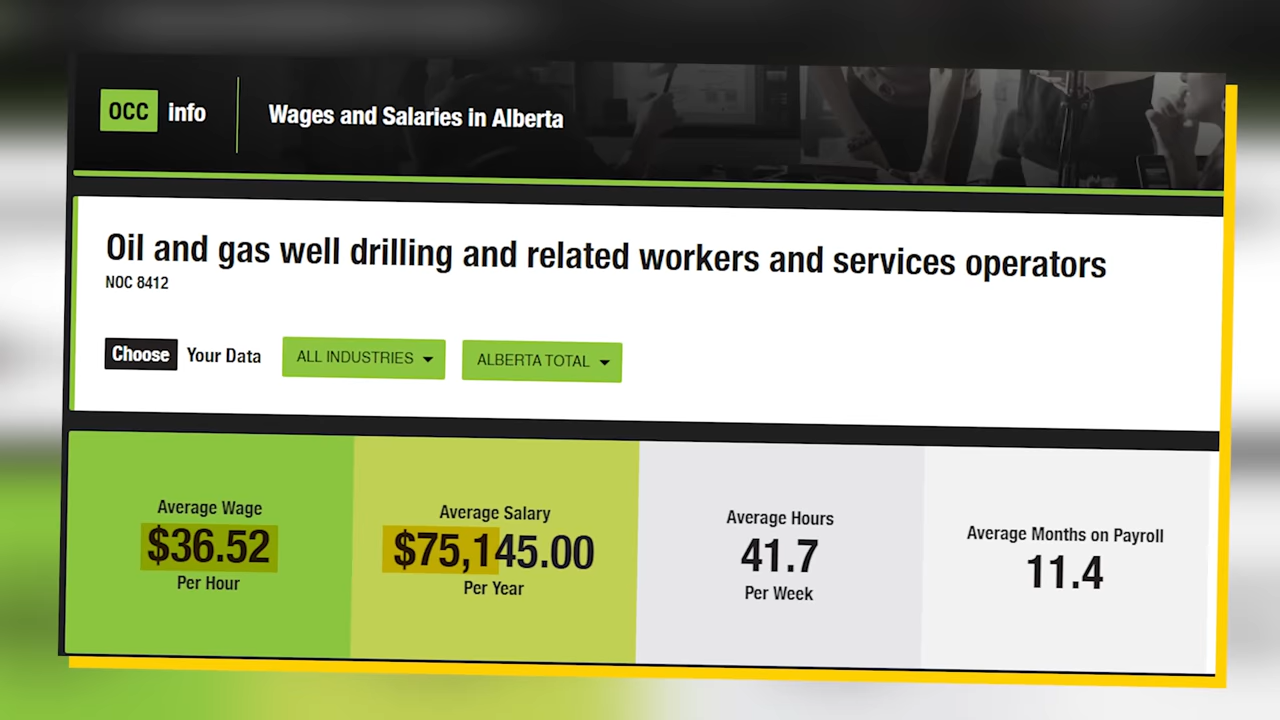 OCC info
Wages and Salaries in Alberta
Oil and gas well drilling and related workers and services operators
NOC 8412
Choose Your Data ALL INDUSTRIES ALBERTA TOTAL
Average Wage
$36.52
Per Hour
Average Salary
$75,145.00
Per Year
Average Hours
41.7
Per Week
Average Months on Payroll
11.4